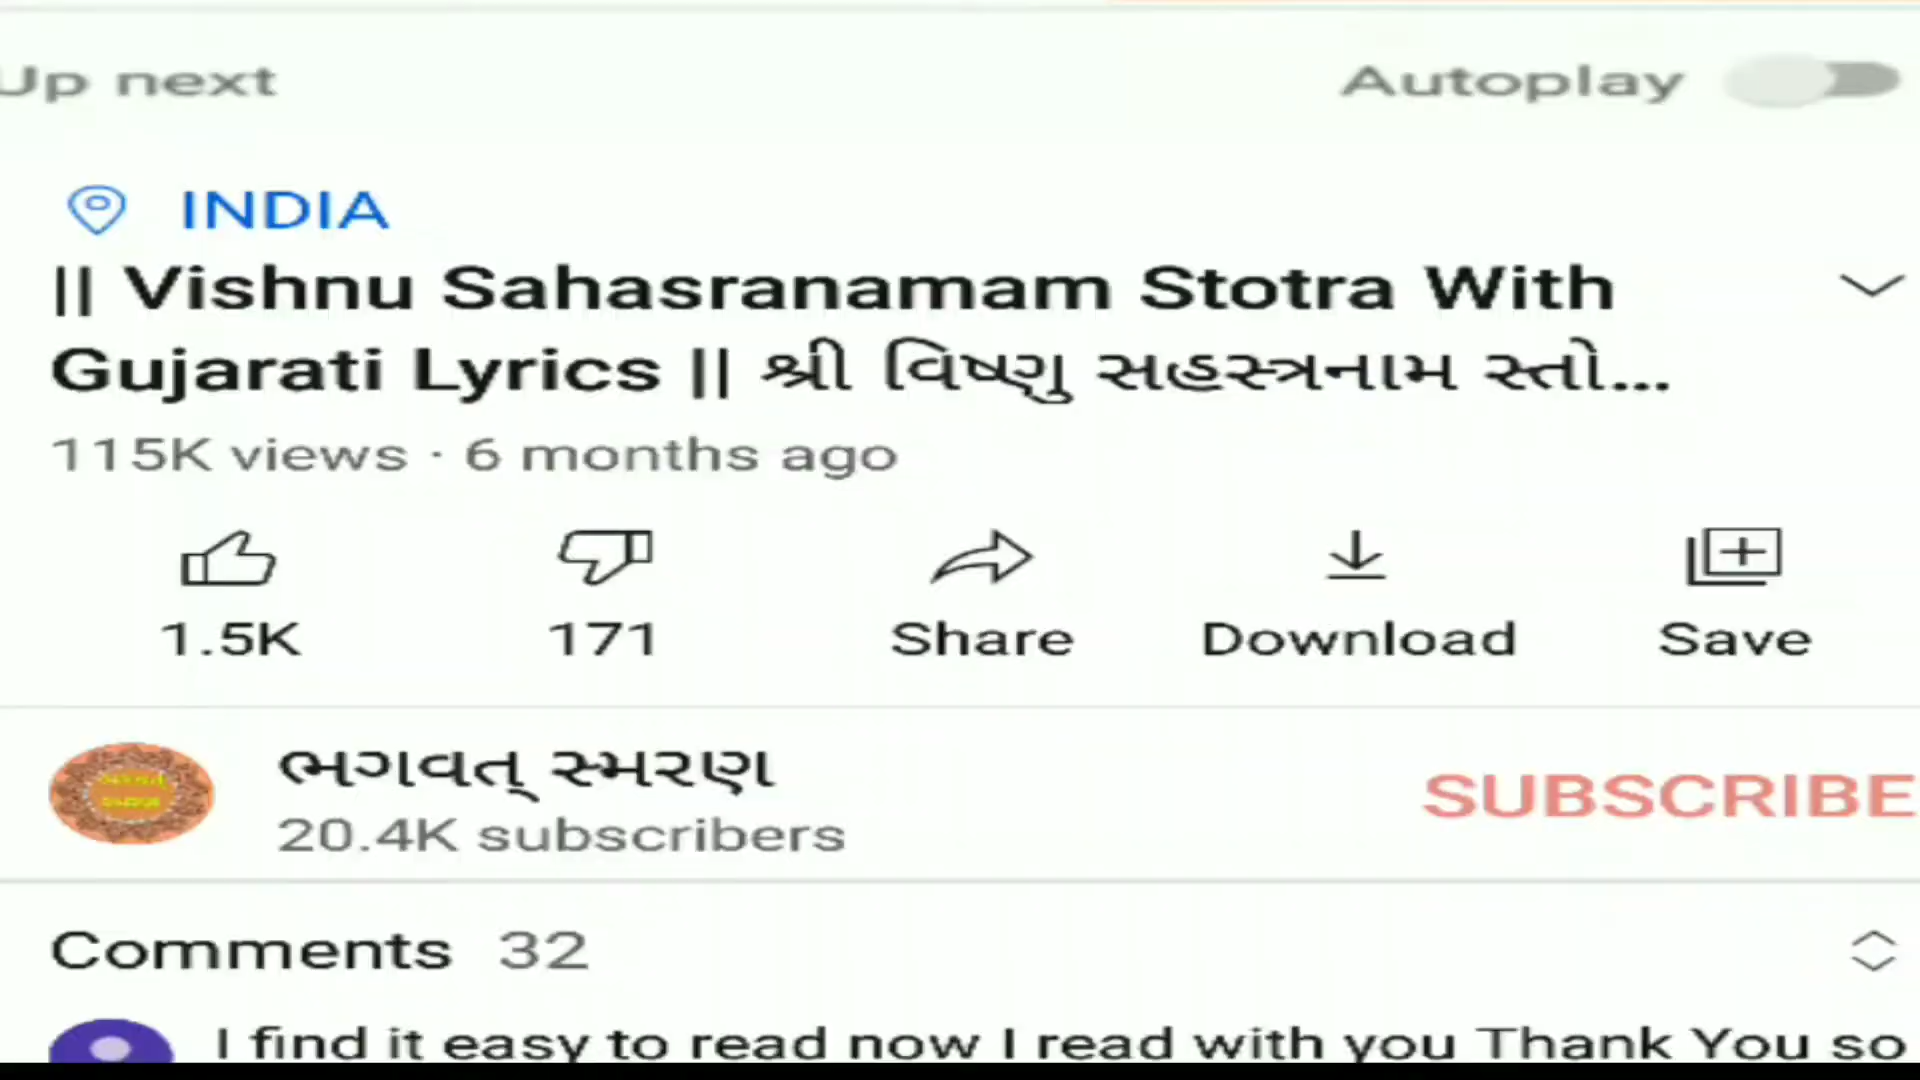 Up next
Autoplay
INDIA
|| Vishnu Sahasranamam Stotra With
Gujarati Lyrics || શ્રી વિષ્ણુ સહસ્ત્રનામ સ્તો...
115K views · 6 months ago
1.5K
171
Share
Download
Save
ભગવત્ સ્મરણ
20.4K subscribers
SUBSCRIBE
Comments 32
I find it easy to read now I read with you Thank You so